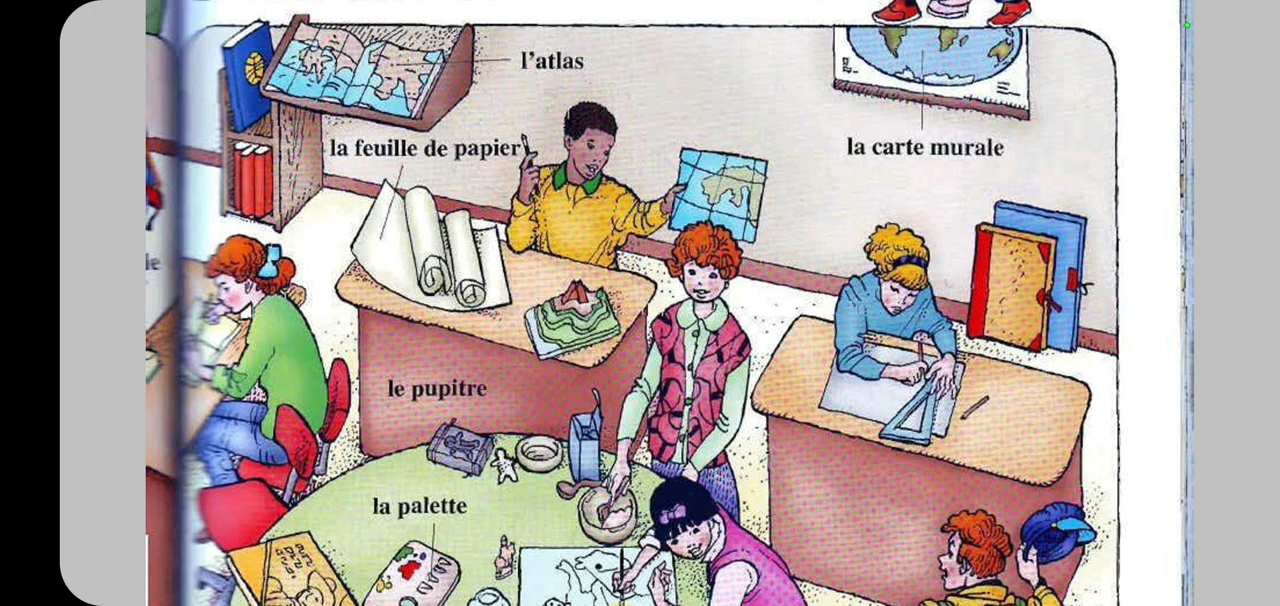 l'atlas
la feuille de papier
la carte murale
le pupitre
la palette